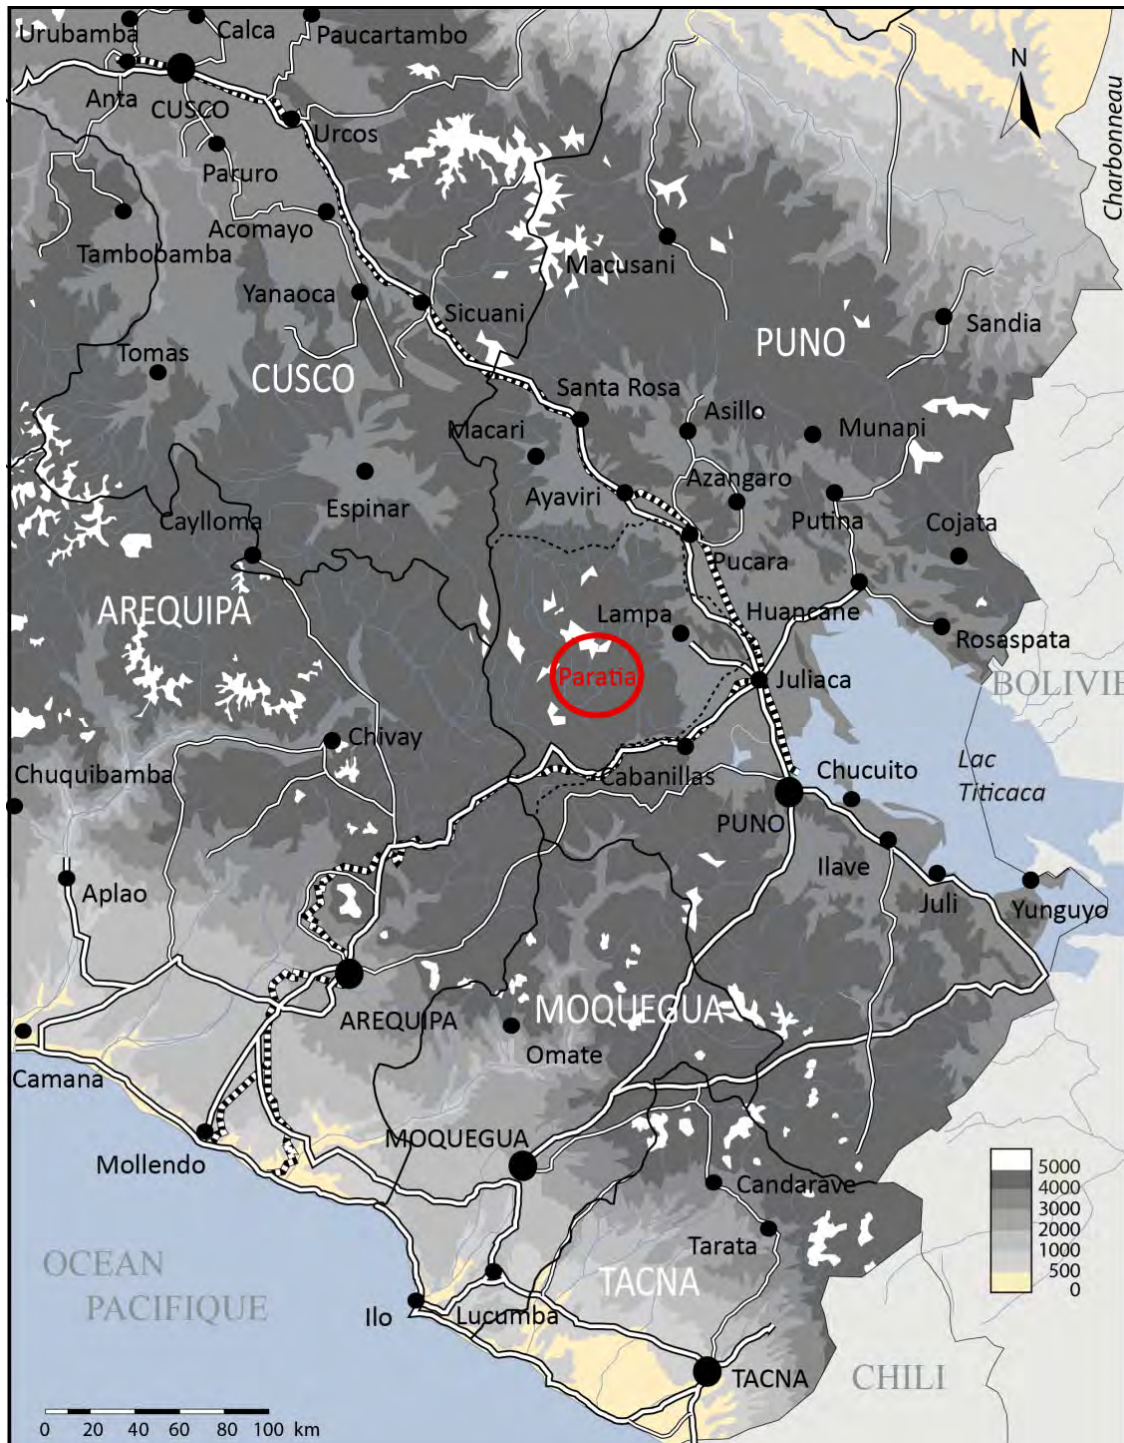 Urubamba
Calca
Paucartambo
N
Anta
CUSCO
Urcos
Charbonneau
Paruro
Acomayo
Tambobamba
Macusani
Yanaoca
Sicuani
Sandia
PUNO
Tomas
CUSCO
Santa Rosa
Asillo
Macari
Munani
Azangaro
Ayaviri
Espinar
Putina
Caylloma
Cojata
Pucara
AREQUIPA
Lampa
Huancane
Rosaspata
Paratia
Juliaca
BOLIVIE
Chivay
Lac
Titicaca
Chuquibamba
Cabanillas
Chucuito
PUNO
Ilave
Aplao
Juli
Yunguyo
AREQUIPA
MOQUEGUA
Omate
Camana
MOQUEGUA
Mollendo
Candarave
5000
4000
3000
2000
1000
500
0
Tarata
OCEAN
PACIFIQUE
TACNA
Ilo
Lucumba
TACNA
CHILI
0 20 40 60 80 100 km